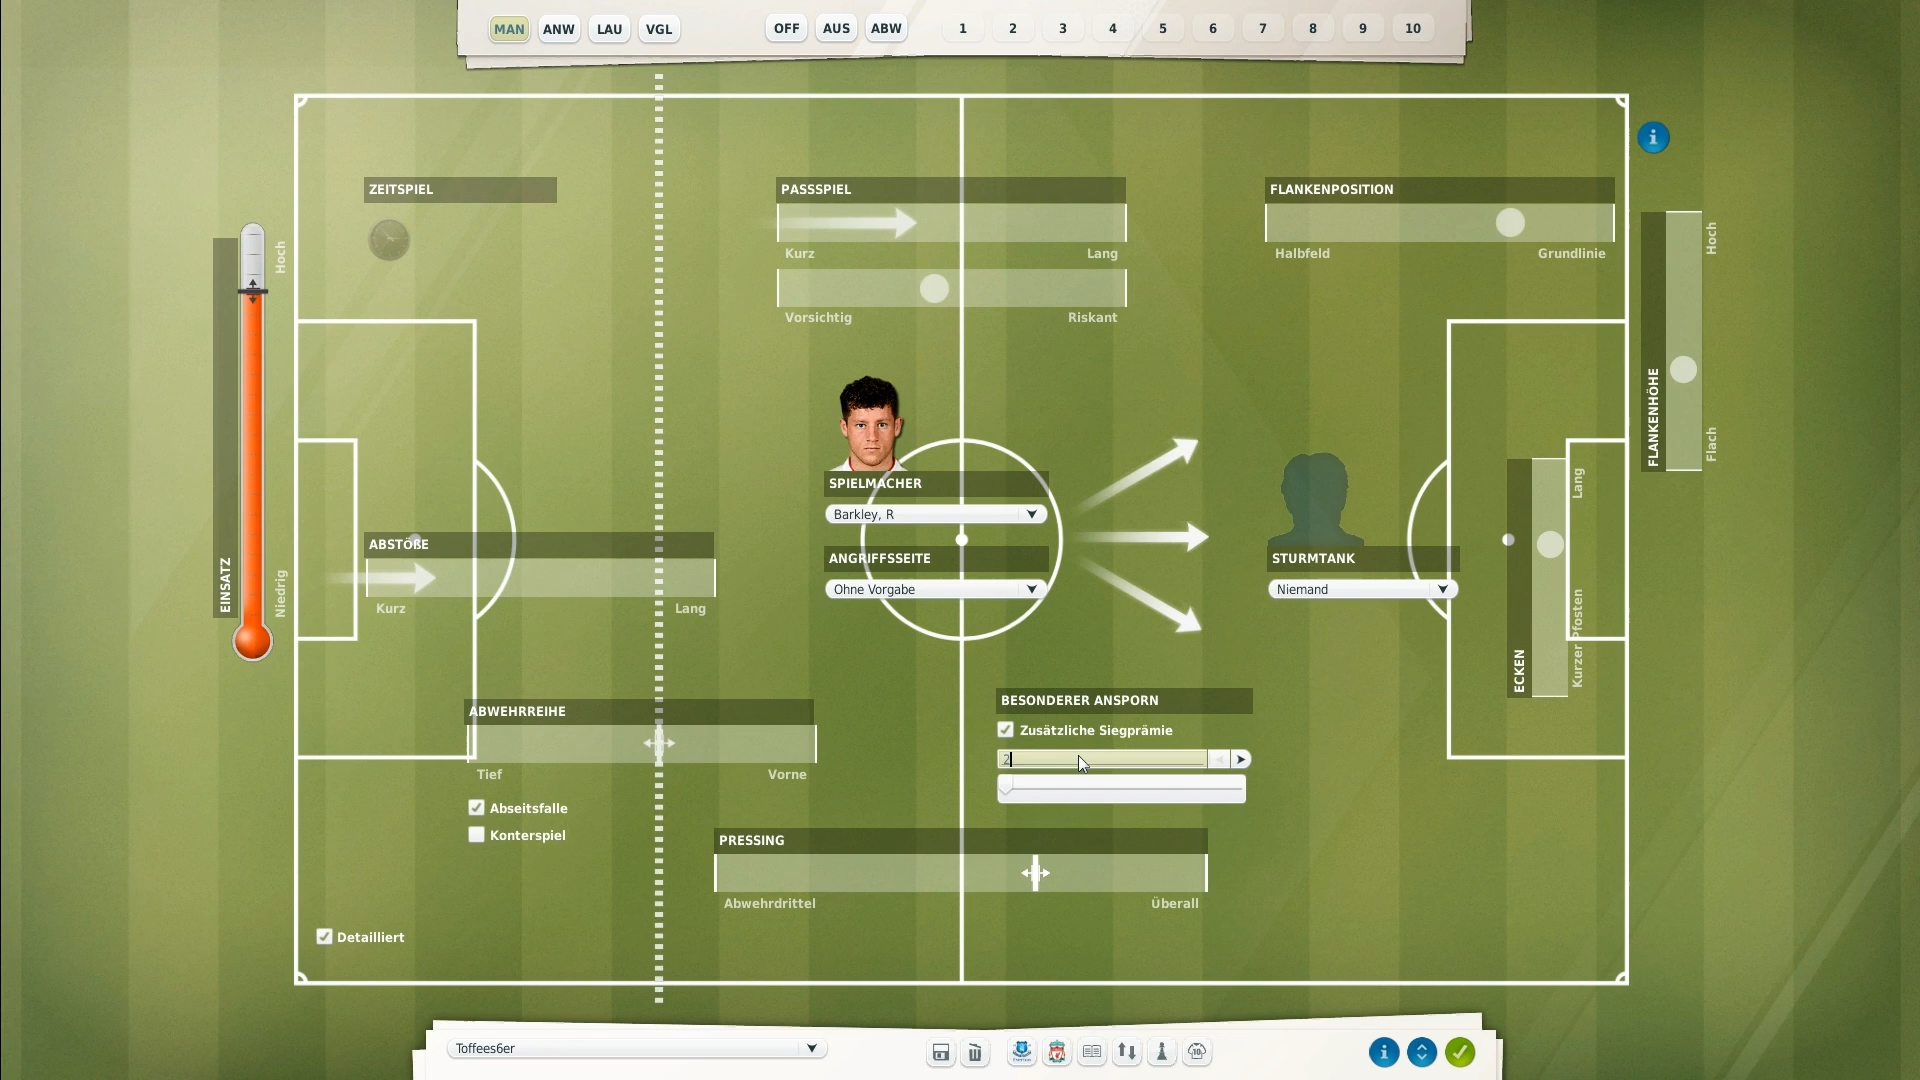 MAN ANW LAU VGL OFF AUS ABW 1 2 3 4 5 6 7 8 9 10
ZEITSPIEL
PASSSPIEL
Kurz Lang
Vorsichtig Riskant
FLANKENPOSITION
Halbfeld Grundlinie
Hoch
EINSATZ
Niedrig
Hoch
FLANKENHÖHE
Flach
SPIELMACHER
Barkley, R
ANGRIFFSSEITE
Ohne Vorgabe
STURMTANK
Niemand
Lang
ECKEN
Kurzer Pfosten
ABSTÖßE
Kurz Lang
ABWEHRREIHE
Tief Vorne
Abseitsfalle
Konterspiel
BESONDERER ANSPORN
Zusätzliche Siegprämie
2
PRESSING
Abwehrdrittel Überall
Detailliert
Toffees6er
10